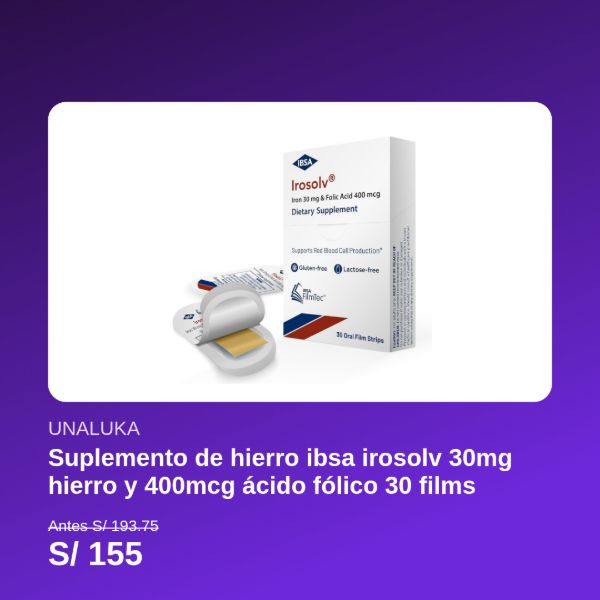 IBSA
Irosolv®
Iron 30 mg & Folic Acid 400 mcg
Dietary Supplement
Supports Red Blood Cell Production*
Gluten-free Lactose-free
IBSA
FilmTec™
30 Oral Film Strips
UNALUKA
Suplemento de hierro ibsa irosolv 30mg
hierro y 400mcg ácido fólico 30 films
Antes S/ 193.75
S/ 155